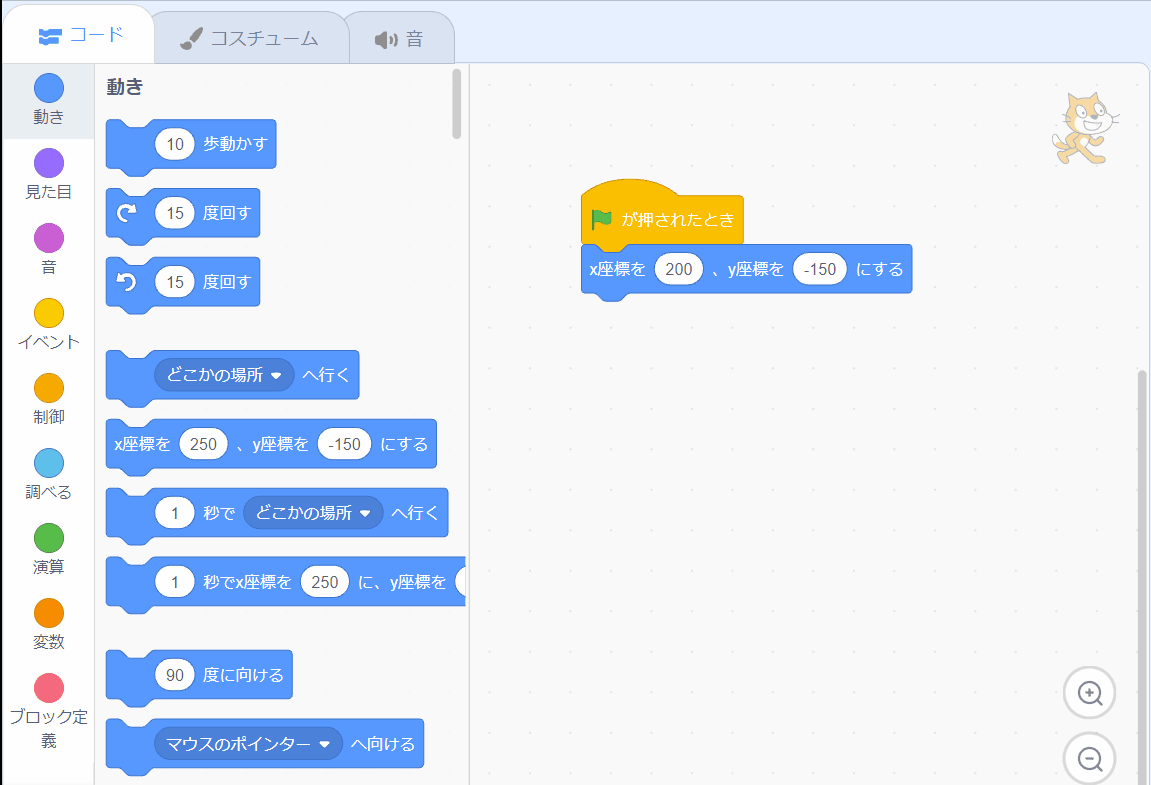 コード
コスチューム
音
動き
見た目
音
イベント
制御
調べる
演算
変数
ブロック定
義
動き
10 歩動かす
15 度回す
15 度回す
どこかの場所 へ行く
x座標を 250 、y座標を -150 にする
1 秒で どこかの場所 へ行く
1 秒でx座標を 250 に、y座標を
90 度に向ける
マウスのポインター へ向ける
が押されたとき
x座標を 200 、y座標を -150 にする